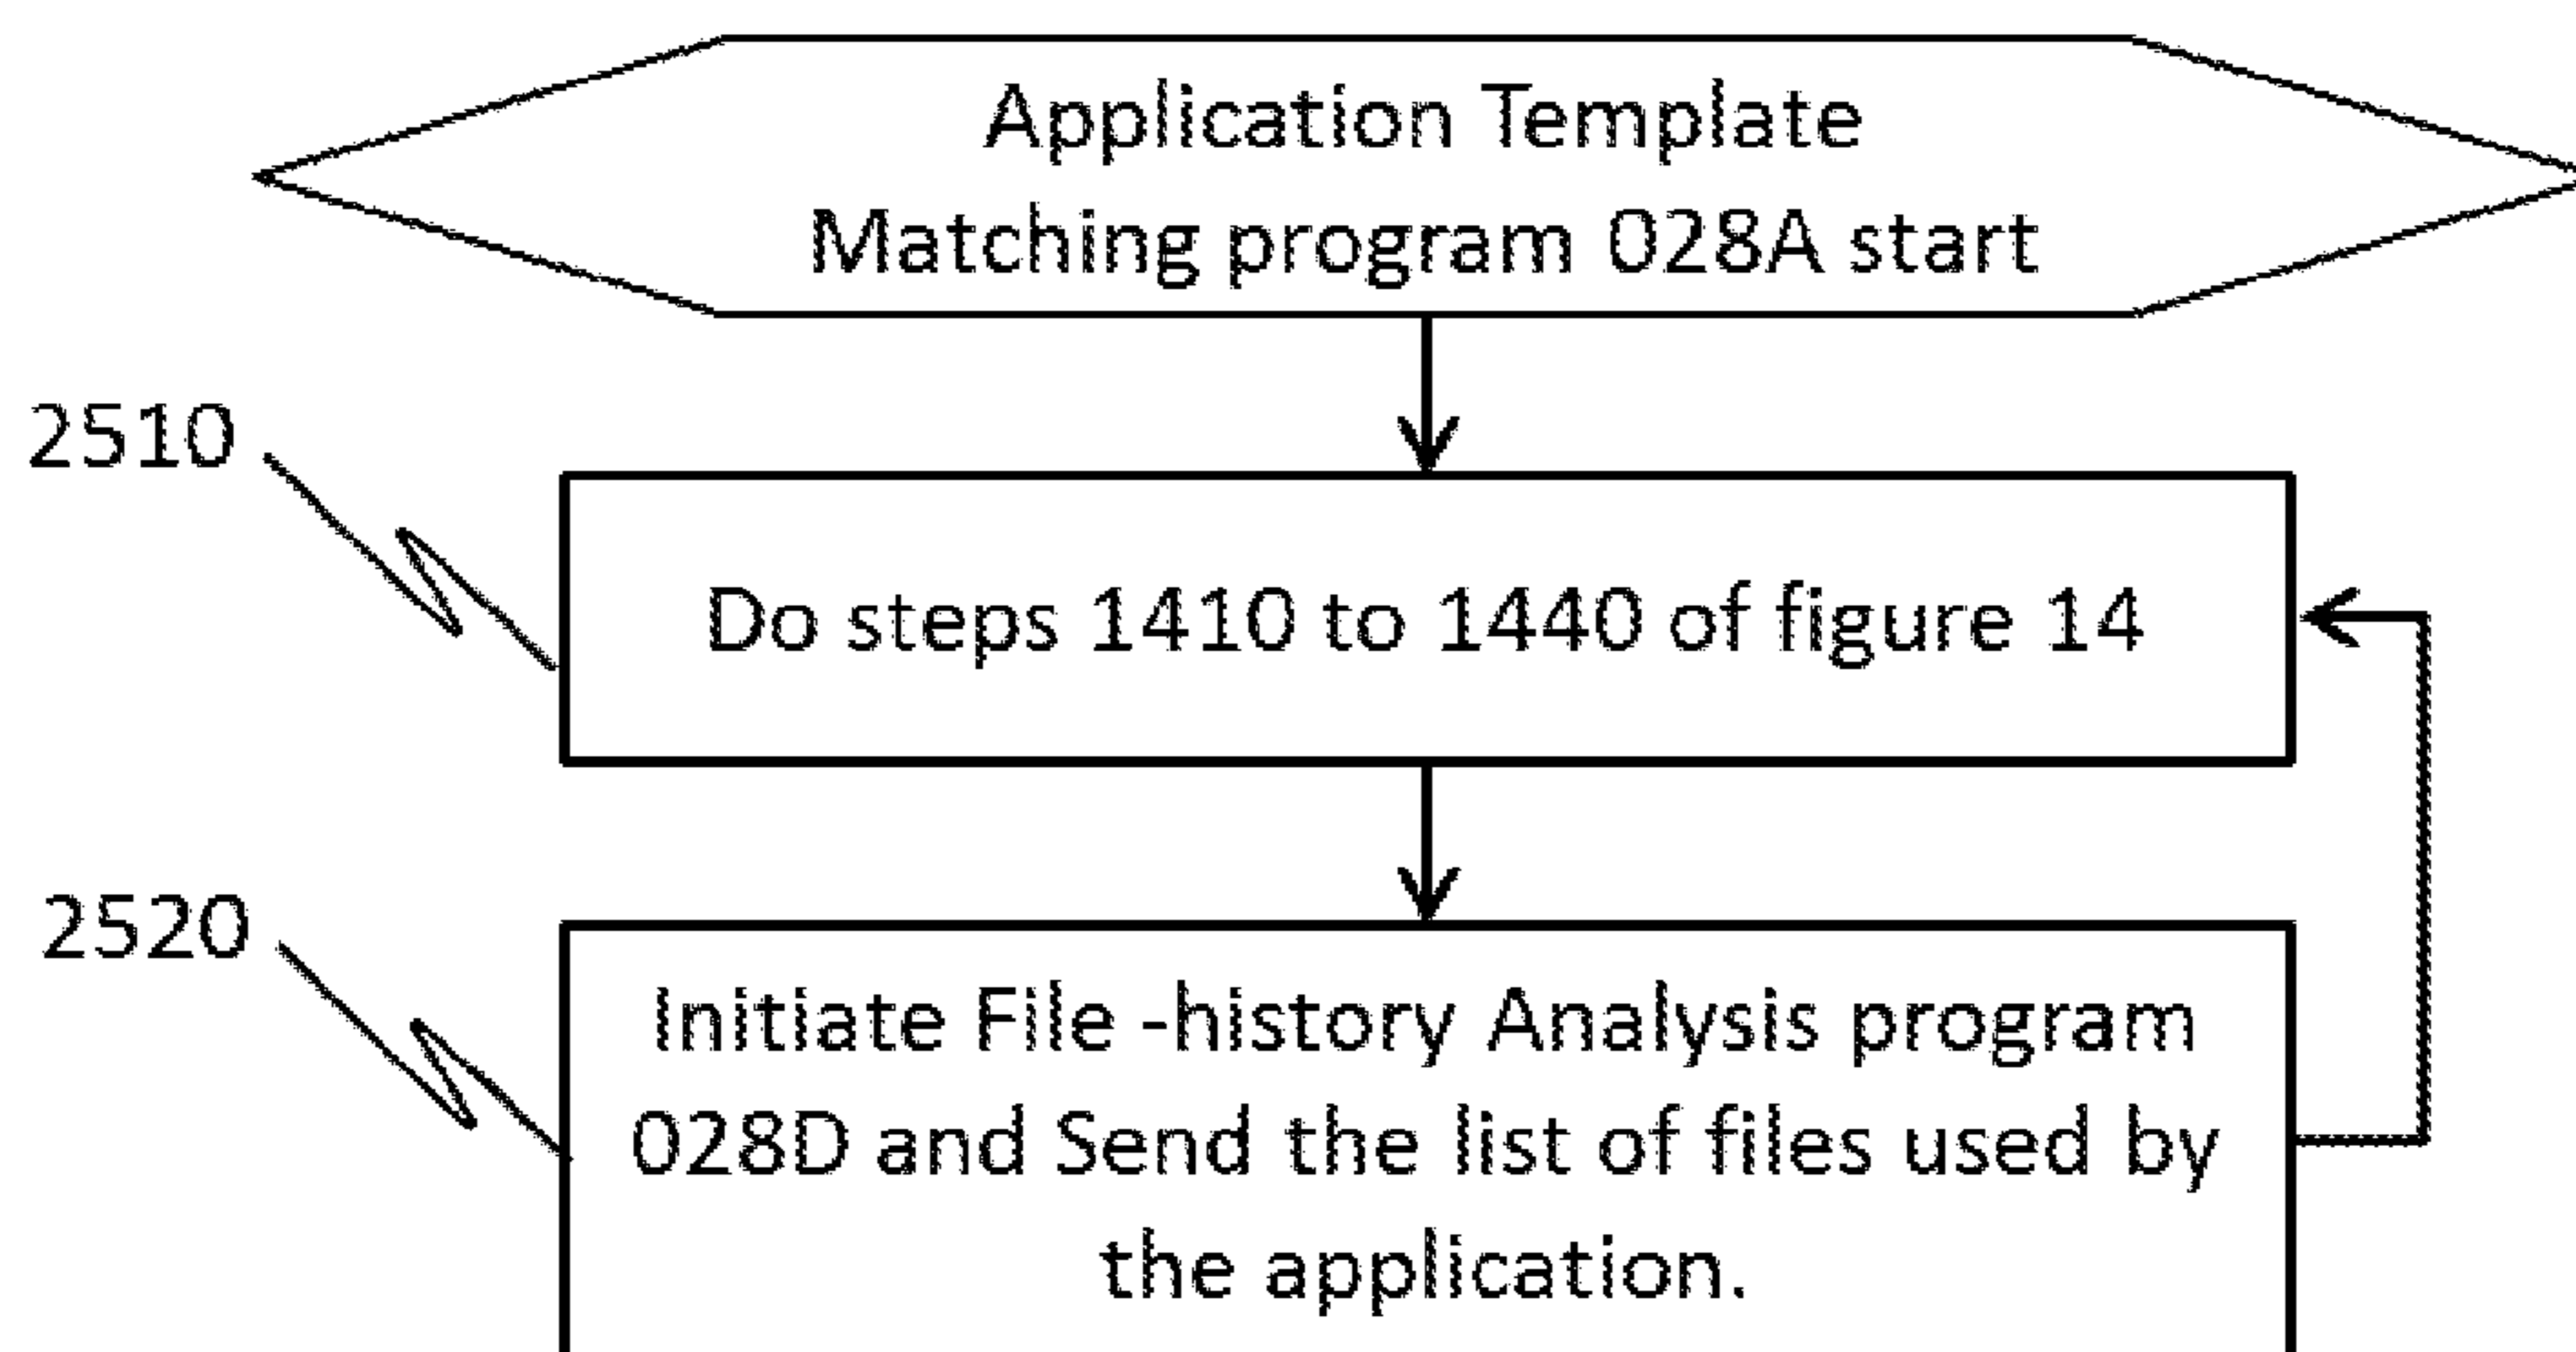 Application Template
Matching program 028A start
2510
Do steps 1410 to 1440 of figure 14
2520
Initiate File -history Analysis program
028D and Send the list of files used by
the application.